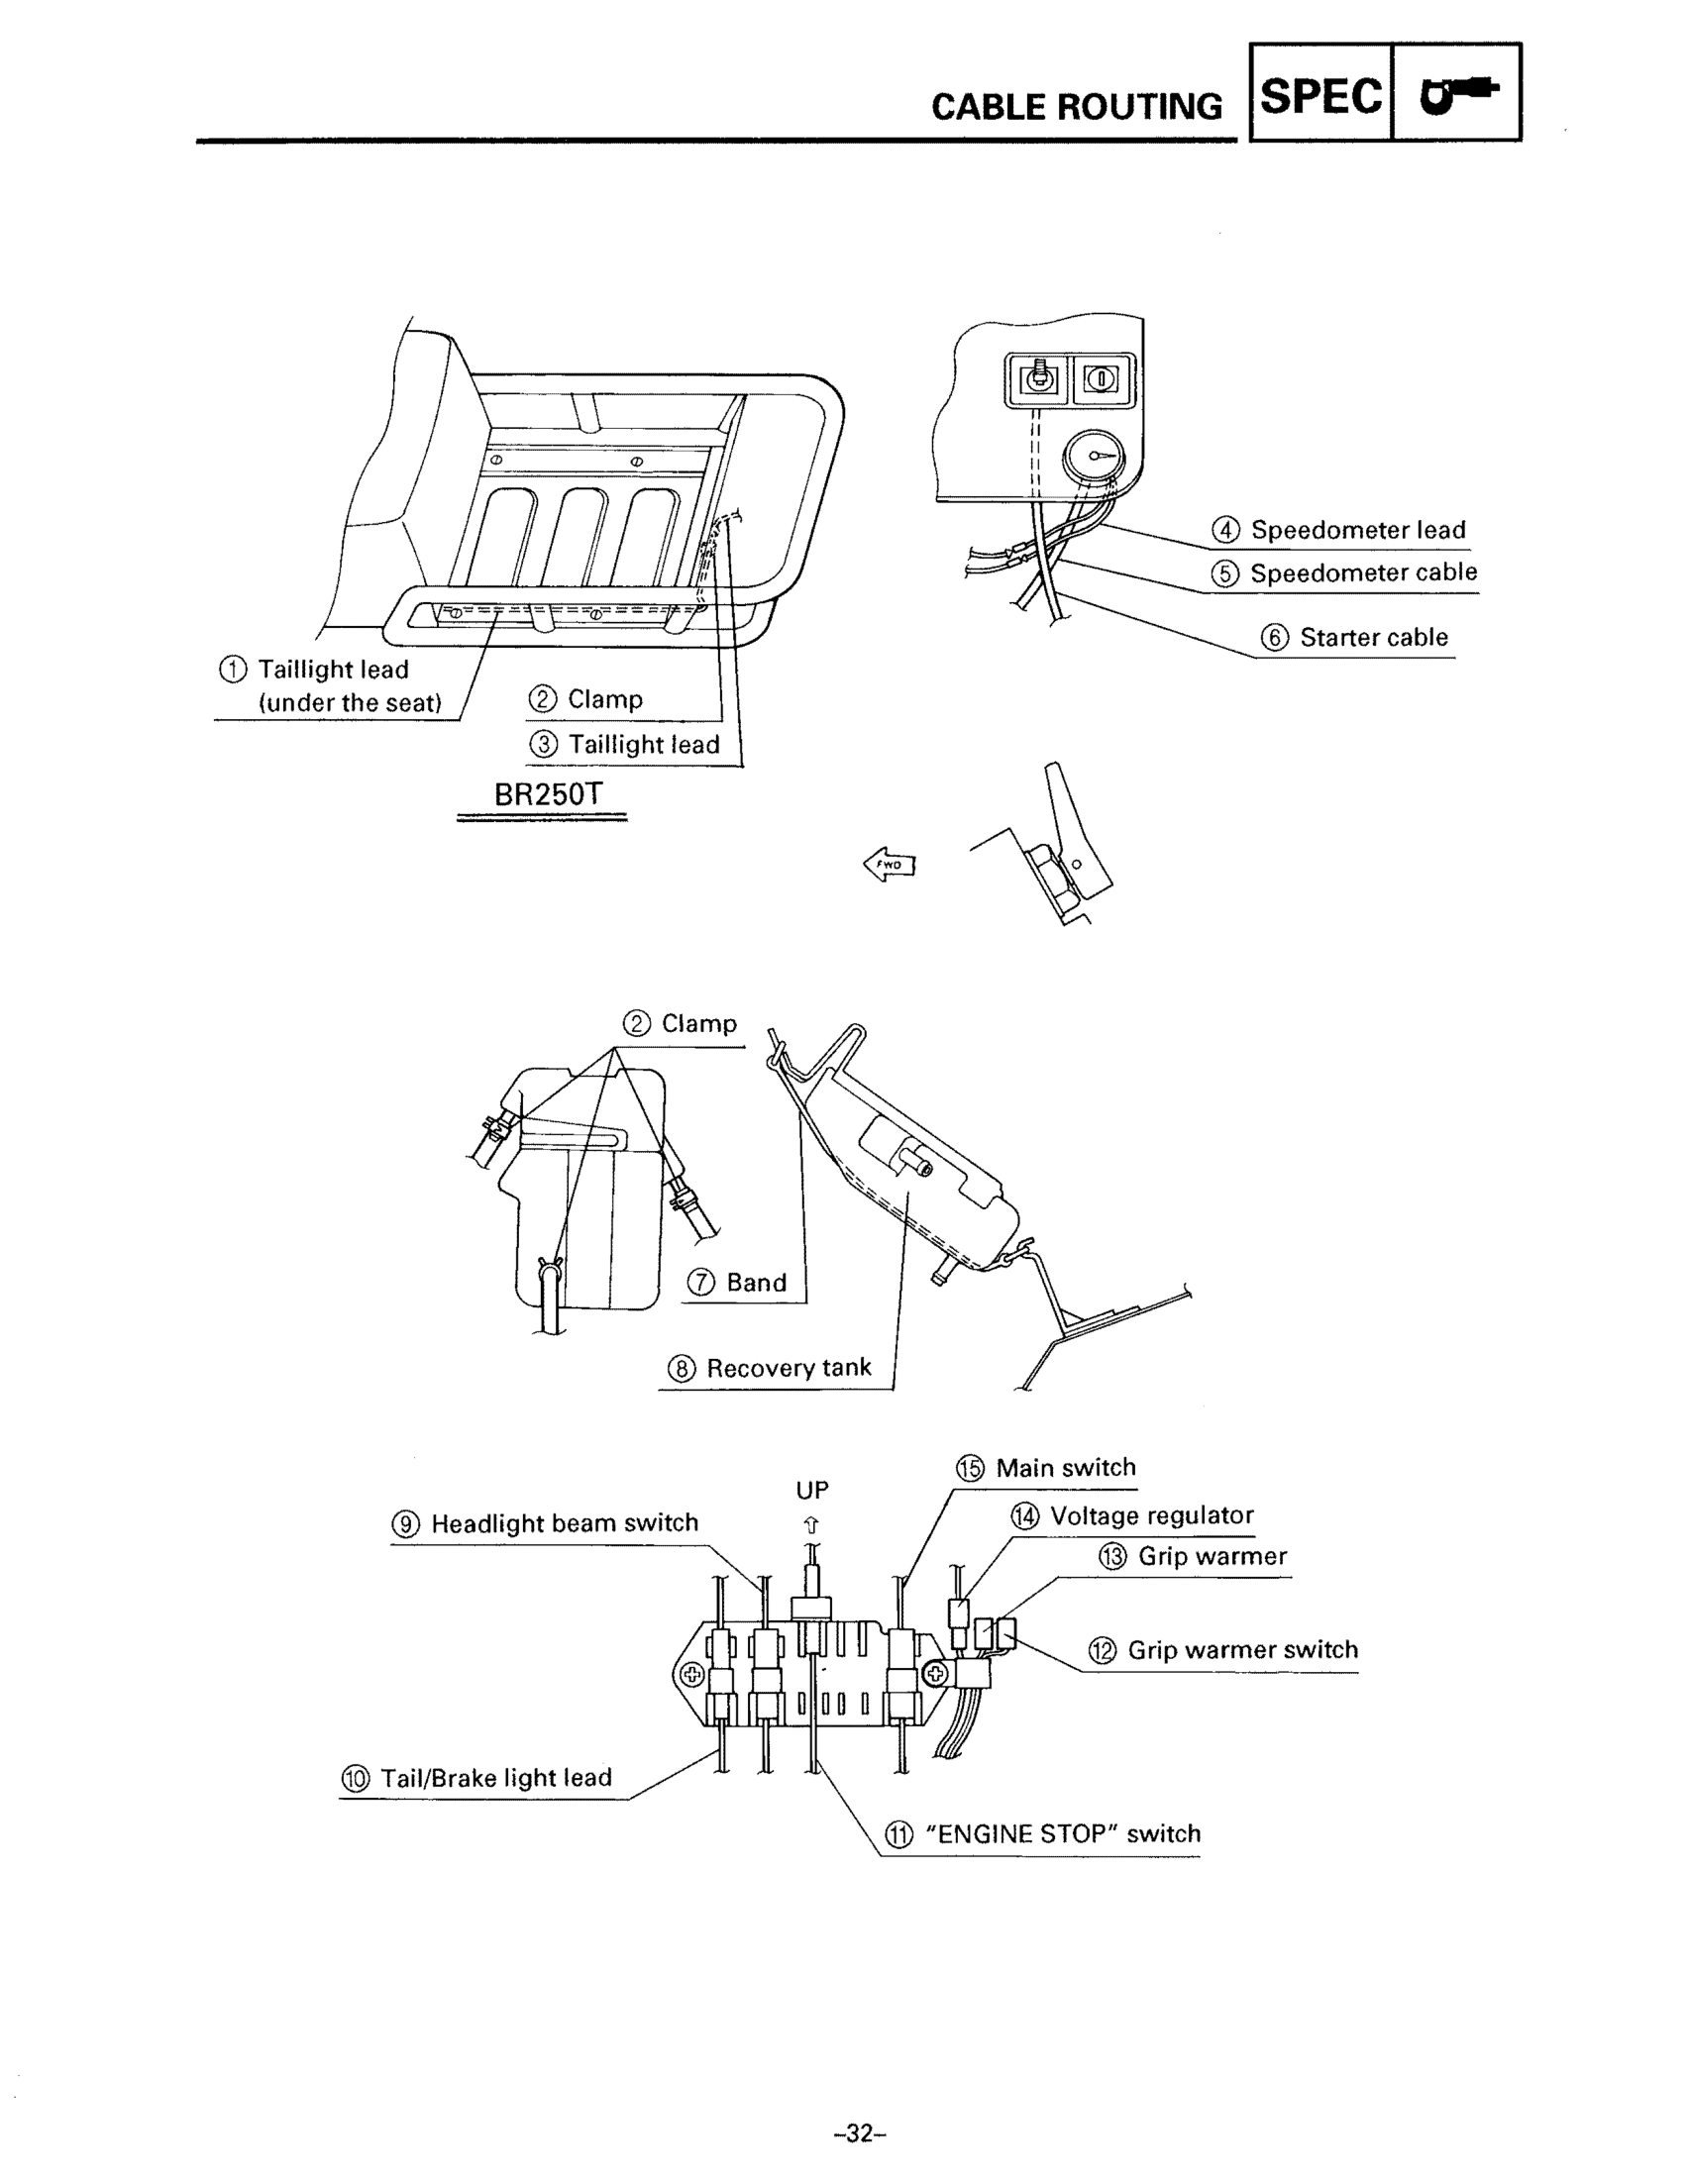 CABLE ROUTING SPEC
① Taillight lead
(under the seat)
② Clamp
③ Taillight lead
BR250T
④ Speedometer lead
⑤ Speedometer cable
⑥ Starter cable
FWD
② Clamp
⑦ Band
⑧ Recovery tank
UP
⑨ Headlight beam switch
⑮ Main switch
⑭ Voltage regulator
⑬ Grip warmer
⑫ Grip warmer switch
⑩ Tail/Brake light lead
⑪ "ENGINE STOP" switch
–32–